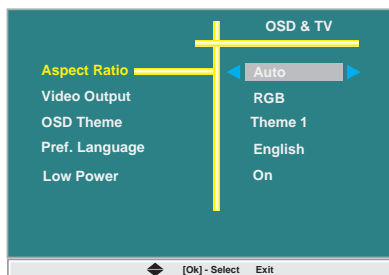 OSD & TV
Aspect Ratio Auto
Video Output RGB
OSD Theme Theme 1
Pref. Language English
Low Power On
[Ok] - Select Exit